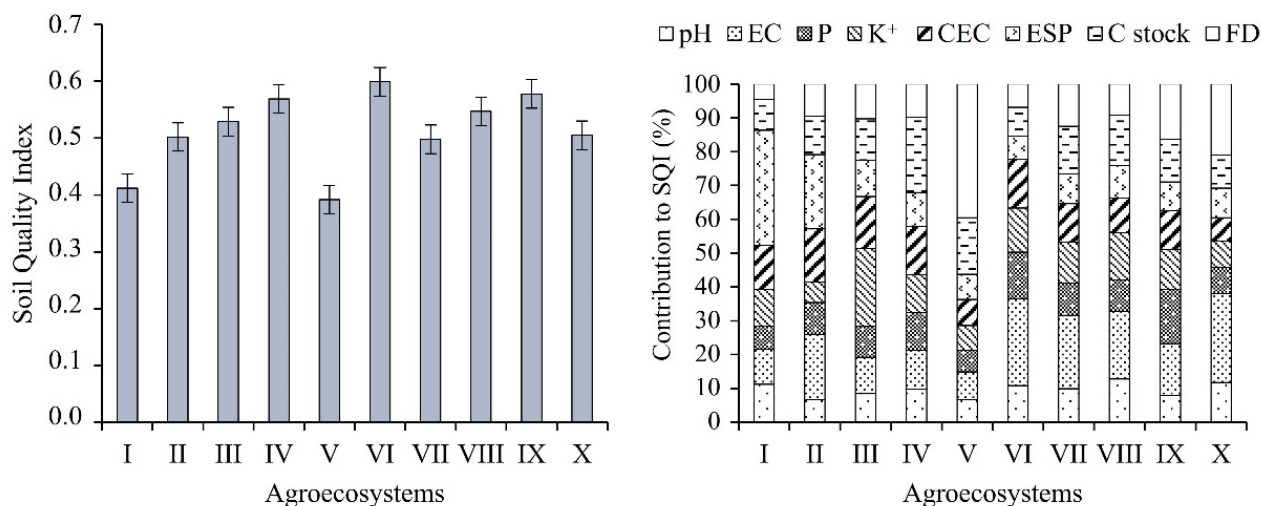 Soil Quality Index
0.7
0.6
0.5
0.4
0.3
0.2
0.1
0.0
I II III IV V VI VII VIII IX X
Agroecosystems
pH EC P K⁺ CEC ESP C stock FD
Contribution to SQI (%)
100
90
80
70
60
50
40
30
20
10
0
I II III IV V VI VII VIII IX X
Agroecosystems